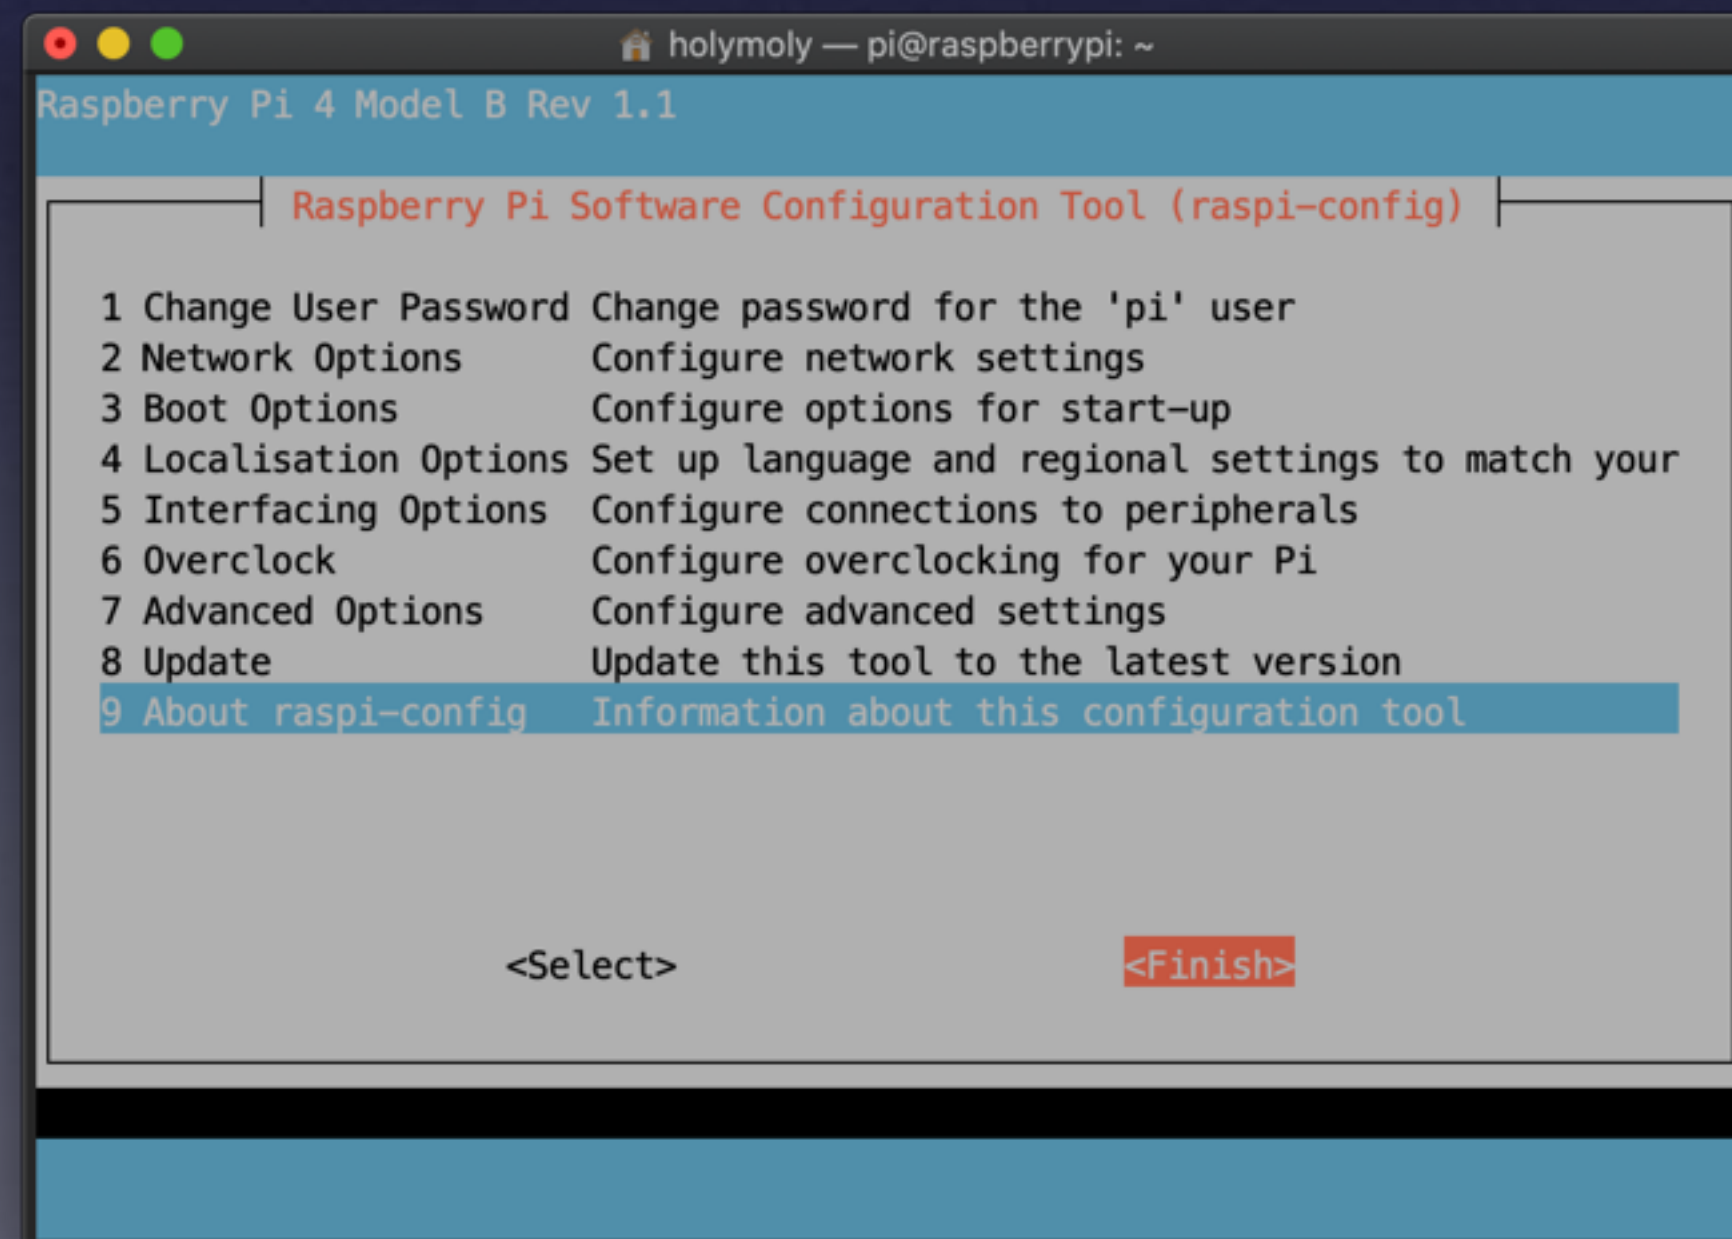 holymoly — pi@raspberrypi: ~
Raspberry Pi 4 Model B Rev 1.1
Raspberry Pi Software Configuration Tool (raspi-config)
1 Change User Password Change password for the 'pi' user
2 Network Options Configure network settings
3 Boot Options Configure options for start-up
4 Localisation Options Set up language and regional settings to match your
5 Interfacing Options Configure connections to peripherals
6 Overclock Configure overclocking for your Pi
7 Advanced Options Configure advanced settings
8 Update Update this tool to the latest version
9 About raspi-config Information about this configuration tool
<Select> <Finish>